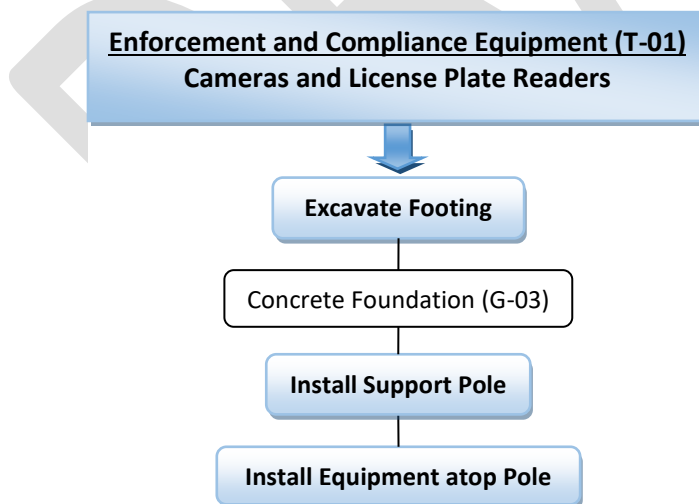 Enforcement and Compliance Equipment (T-01)
Cameras and License Plate Readers
Excavate Footing
Concrete Foundation (G-03)
Install Support Pole
Install Equipment atop Pole